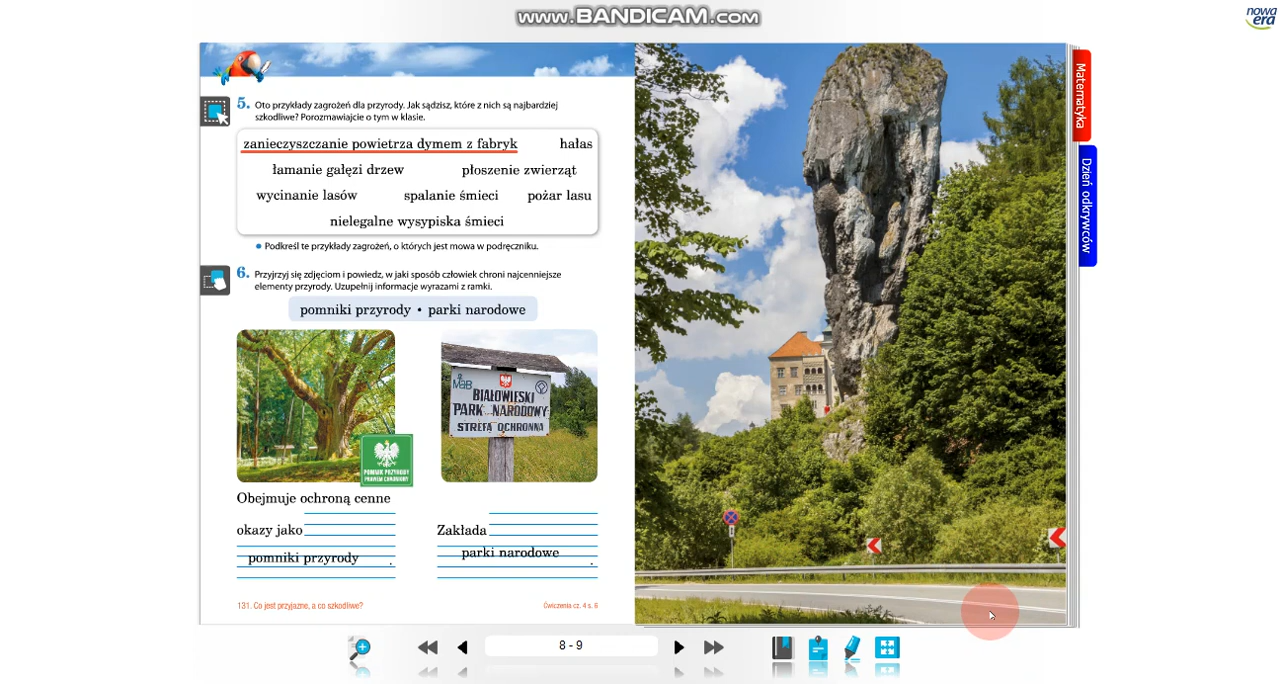 www.BANDICAM.com
nowa
era
5. Oto przykłady zagrożeń dla przyrody. Jak sądzisz, które z nich są najbardziej
szkodliwe? Porozmawiajcie o tym w klasie.
zanieczyszczanie powietrza dymem z fabryk hałas
łamanie gałęzi drzew płoszenie zwierząt
wycinanie lasów spalanie śmieci pożar lasu
nielegalne wysypiska śmieci
• Podkreśl te przykłady zagrożeń, o których jest mowa w podręczniku.
6. Przyjrzyj się zdjęciom i powiedz, w jaki sposób człowiek chroni najcenniejsze
elementy przyrody. Uzupełnij informacje wyrazami z ramki.
pomniki przyrody • parki narodowe
POMNIK PRZYRODY
PRAWEM CHRONIONY
MaB
BIAŁOWIESKI
PARK NARODOWY
STREFA OCHRONNA
Obejmuje ochroną cenne
okazy jako
pomniki przyrody .
Zakłada
parki narodowe .
131. Co jest przyjazne, a co szkodliwe?
Ćwiczenia cz. 4 s. 6
Matematyka
Dzień odkrywców
8 - 9